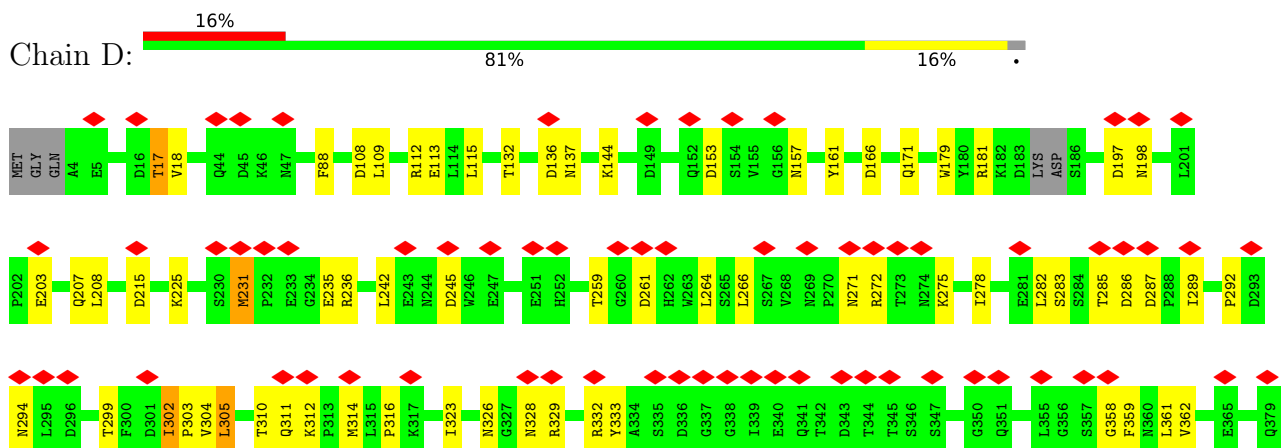 16%
Chain D:
81% 16% •
MET GLY GLN A4 E5 D16 T17 V18 Q44 D45 K46 N47 F88 D108 L109 R112 E113 L114 L115 T132 D136 N137 K144 D149 Q152 D153 S154 V155 G156 N157 Y161 D166 Q171 W179 Y180 R181 K182 D183 LYS ASP S186 D197 N198 L201
P202 E203 Q207 L208 D215 K225 S230 M231 P232 E233 G234 E235 R236 L242 E243 N244 D245 W246 E247 E251 H252 T259 G260 D261 H262 W263 L264 S265 L266 S267 V268 N269 P270 N271 R272 T273 N274 K275 I278 E281 L282 S283 S284 T285 D286 D287 P288 I289 P292 D293
N294 L295 D296 T299 F300 D301 I302 P303 V304 L305 T310 Q311 K312 P313 M314 L315 P316 K317 I323 N326 G327 N328 R329 R332 Y333 A334 S335 D336 G337 G338 I339 E340 Q341 T342 D343 T344 T345 S346 S347 G350 Q351 L355 G356 S357 G358 F359 N360 L361 V362 E365 Q379